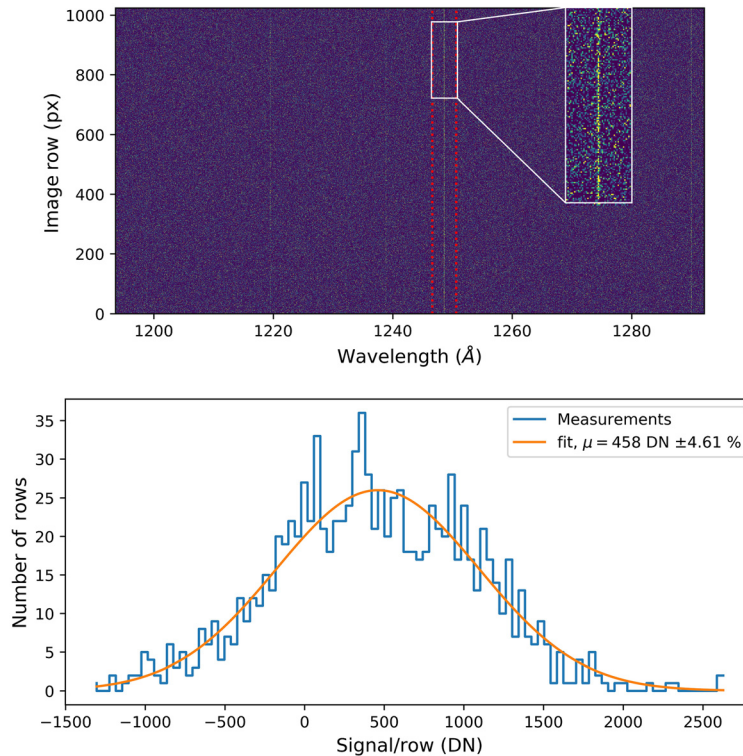 1000
800
600
400
200
0
Image row (px)
1200 1220 1240 1260 1280
Wavelength (Å)
35
30
25
20
15
10
5
0
Number of rows
Measurements
fit, μ = 458 DN ±4.61 %
−1500 −1000 −500 0 500 1000 1500 2000 2500
Signal/row (DN)